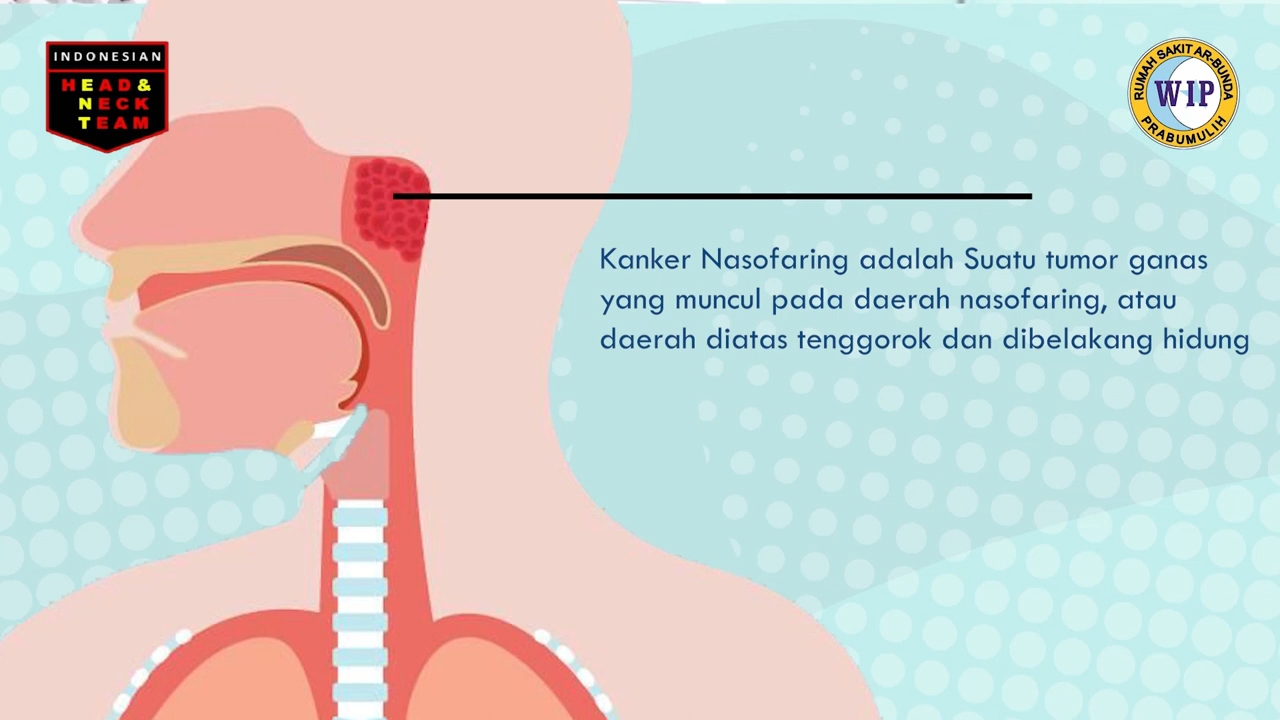 INDONESIAN
HEAD &
NECK
TEAM
RUMAH SAKIT AR-BUNDA
WIP
PRABUMULIH
Kanker Nasofaring adalah Suatu tumor ganas
yang muncul pada daerah nasofaring, atau
daerah diatas tenggorok dan dibelakang hidung